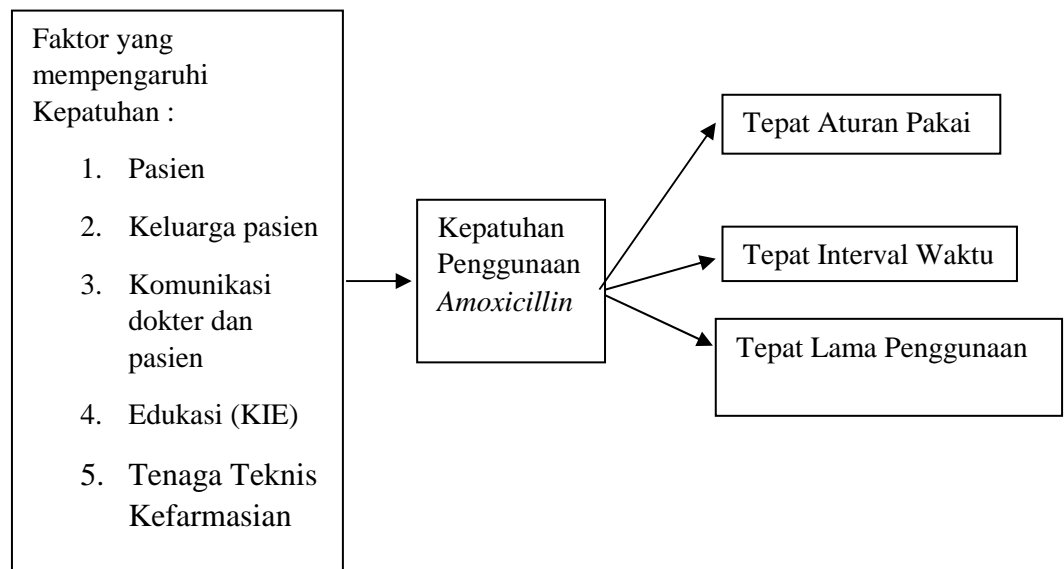 Faktor yang
mempengaruhi
Kepatuhan :
1. Pasien
2. Keluarga pasien
3. Komunikasi
dokter dan
pasien
4. Edukasi (KIE)
5. Tenaga Teknis
Kefarmasian
Kepatuhan
Penggunaan
Amoxicillin
Tepat Aturan Pakai
Tepat Interval Waktu
Tepat Lama Penggunaan